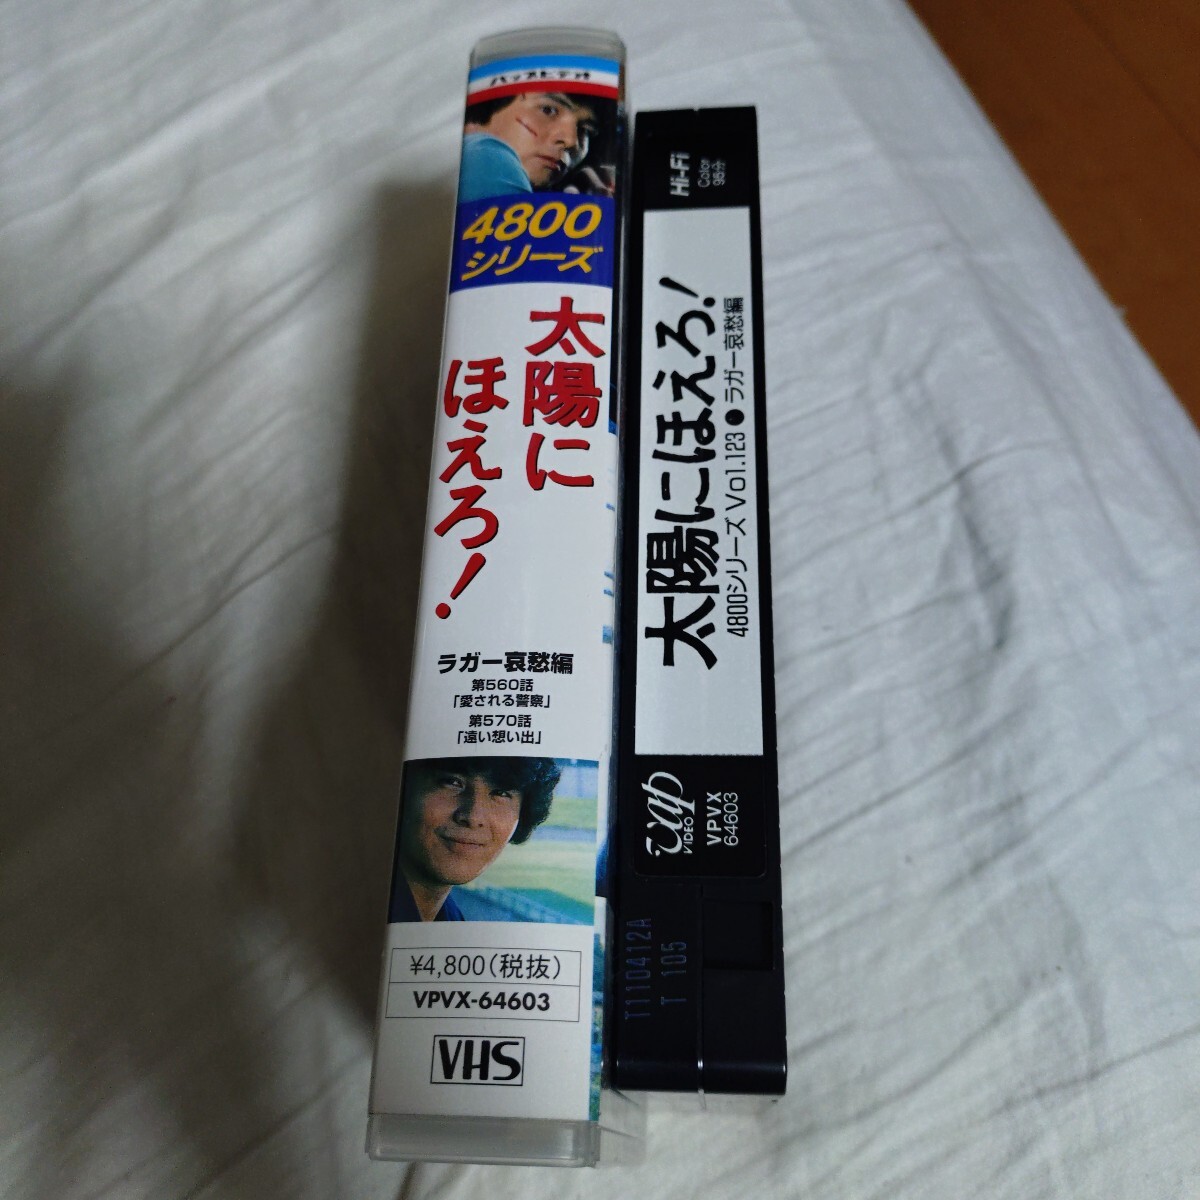 バップビデオ
4800
シリーズ
太陽に
ほえろ!
ラガー哀愁編
第560話
「愛される警察」
第570話
「遠い想い出」
¥4,800(税抜)
VPVX-64603
VHS
Hi-Fi
Color
98分
太陽にほえろ!
4800シリーズ Vol.123 ● ラガー哀愁編
vap
VIDEO
VPVX
64603
T110412A
T 105